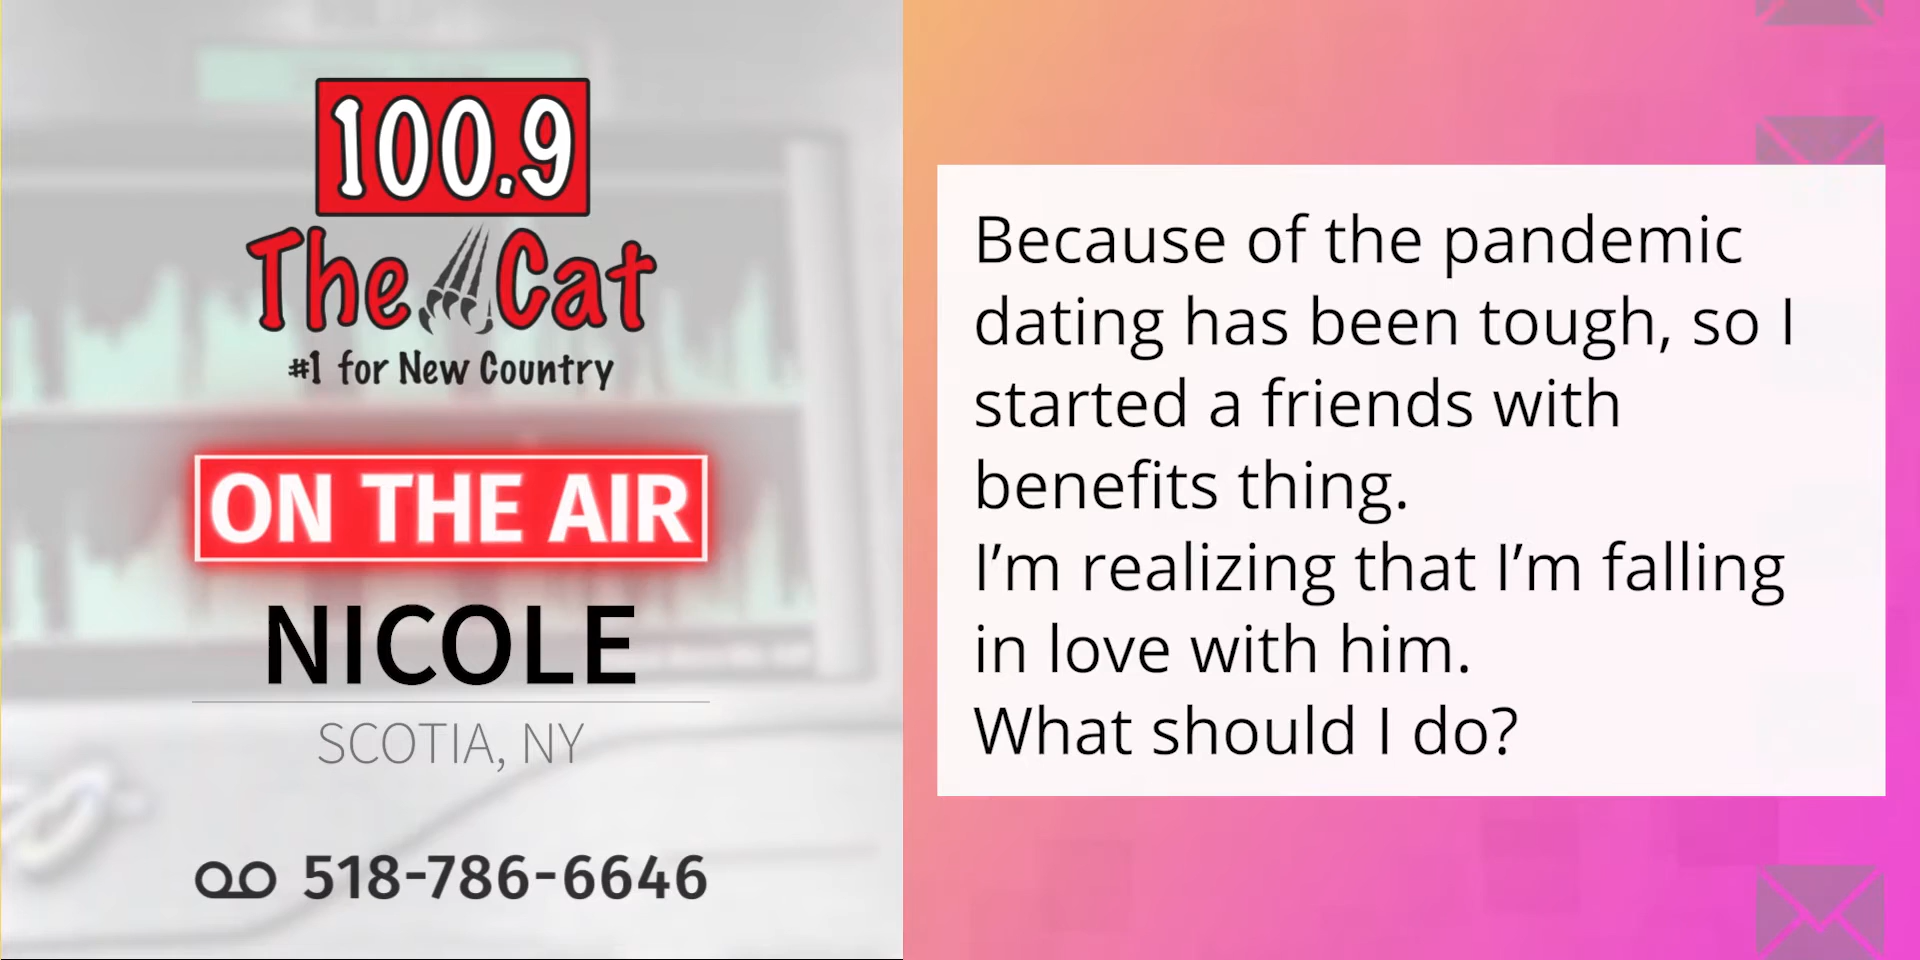 100.9
The Cat
#1 for New Country
ON THE AIR
NICOLE
SCOTIA, NY
518-786-6646
Because of the pandemic
dating has been tough, so I
started a friends with
benefits thing.
I’m realizing that I’m falling
in love with him.
What should I do?